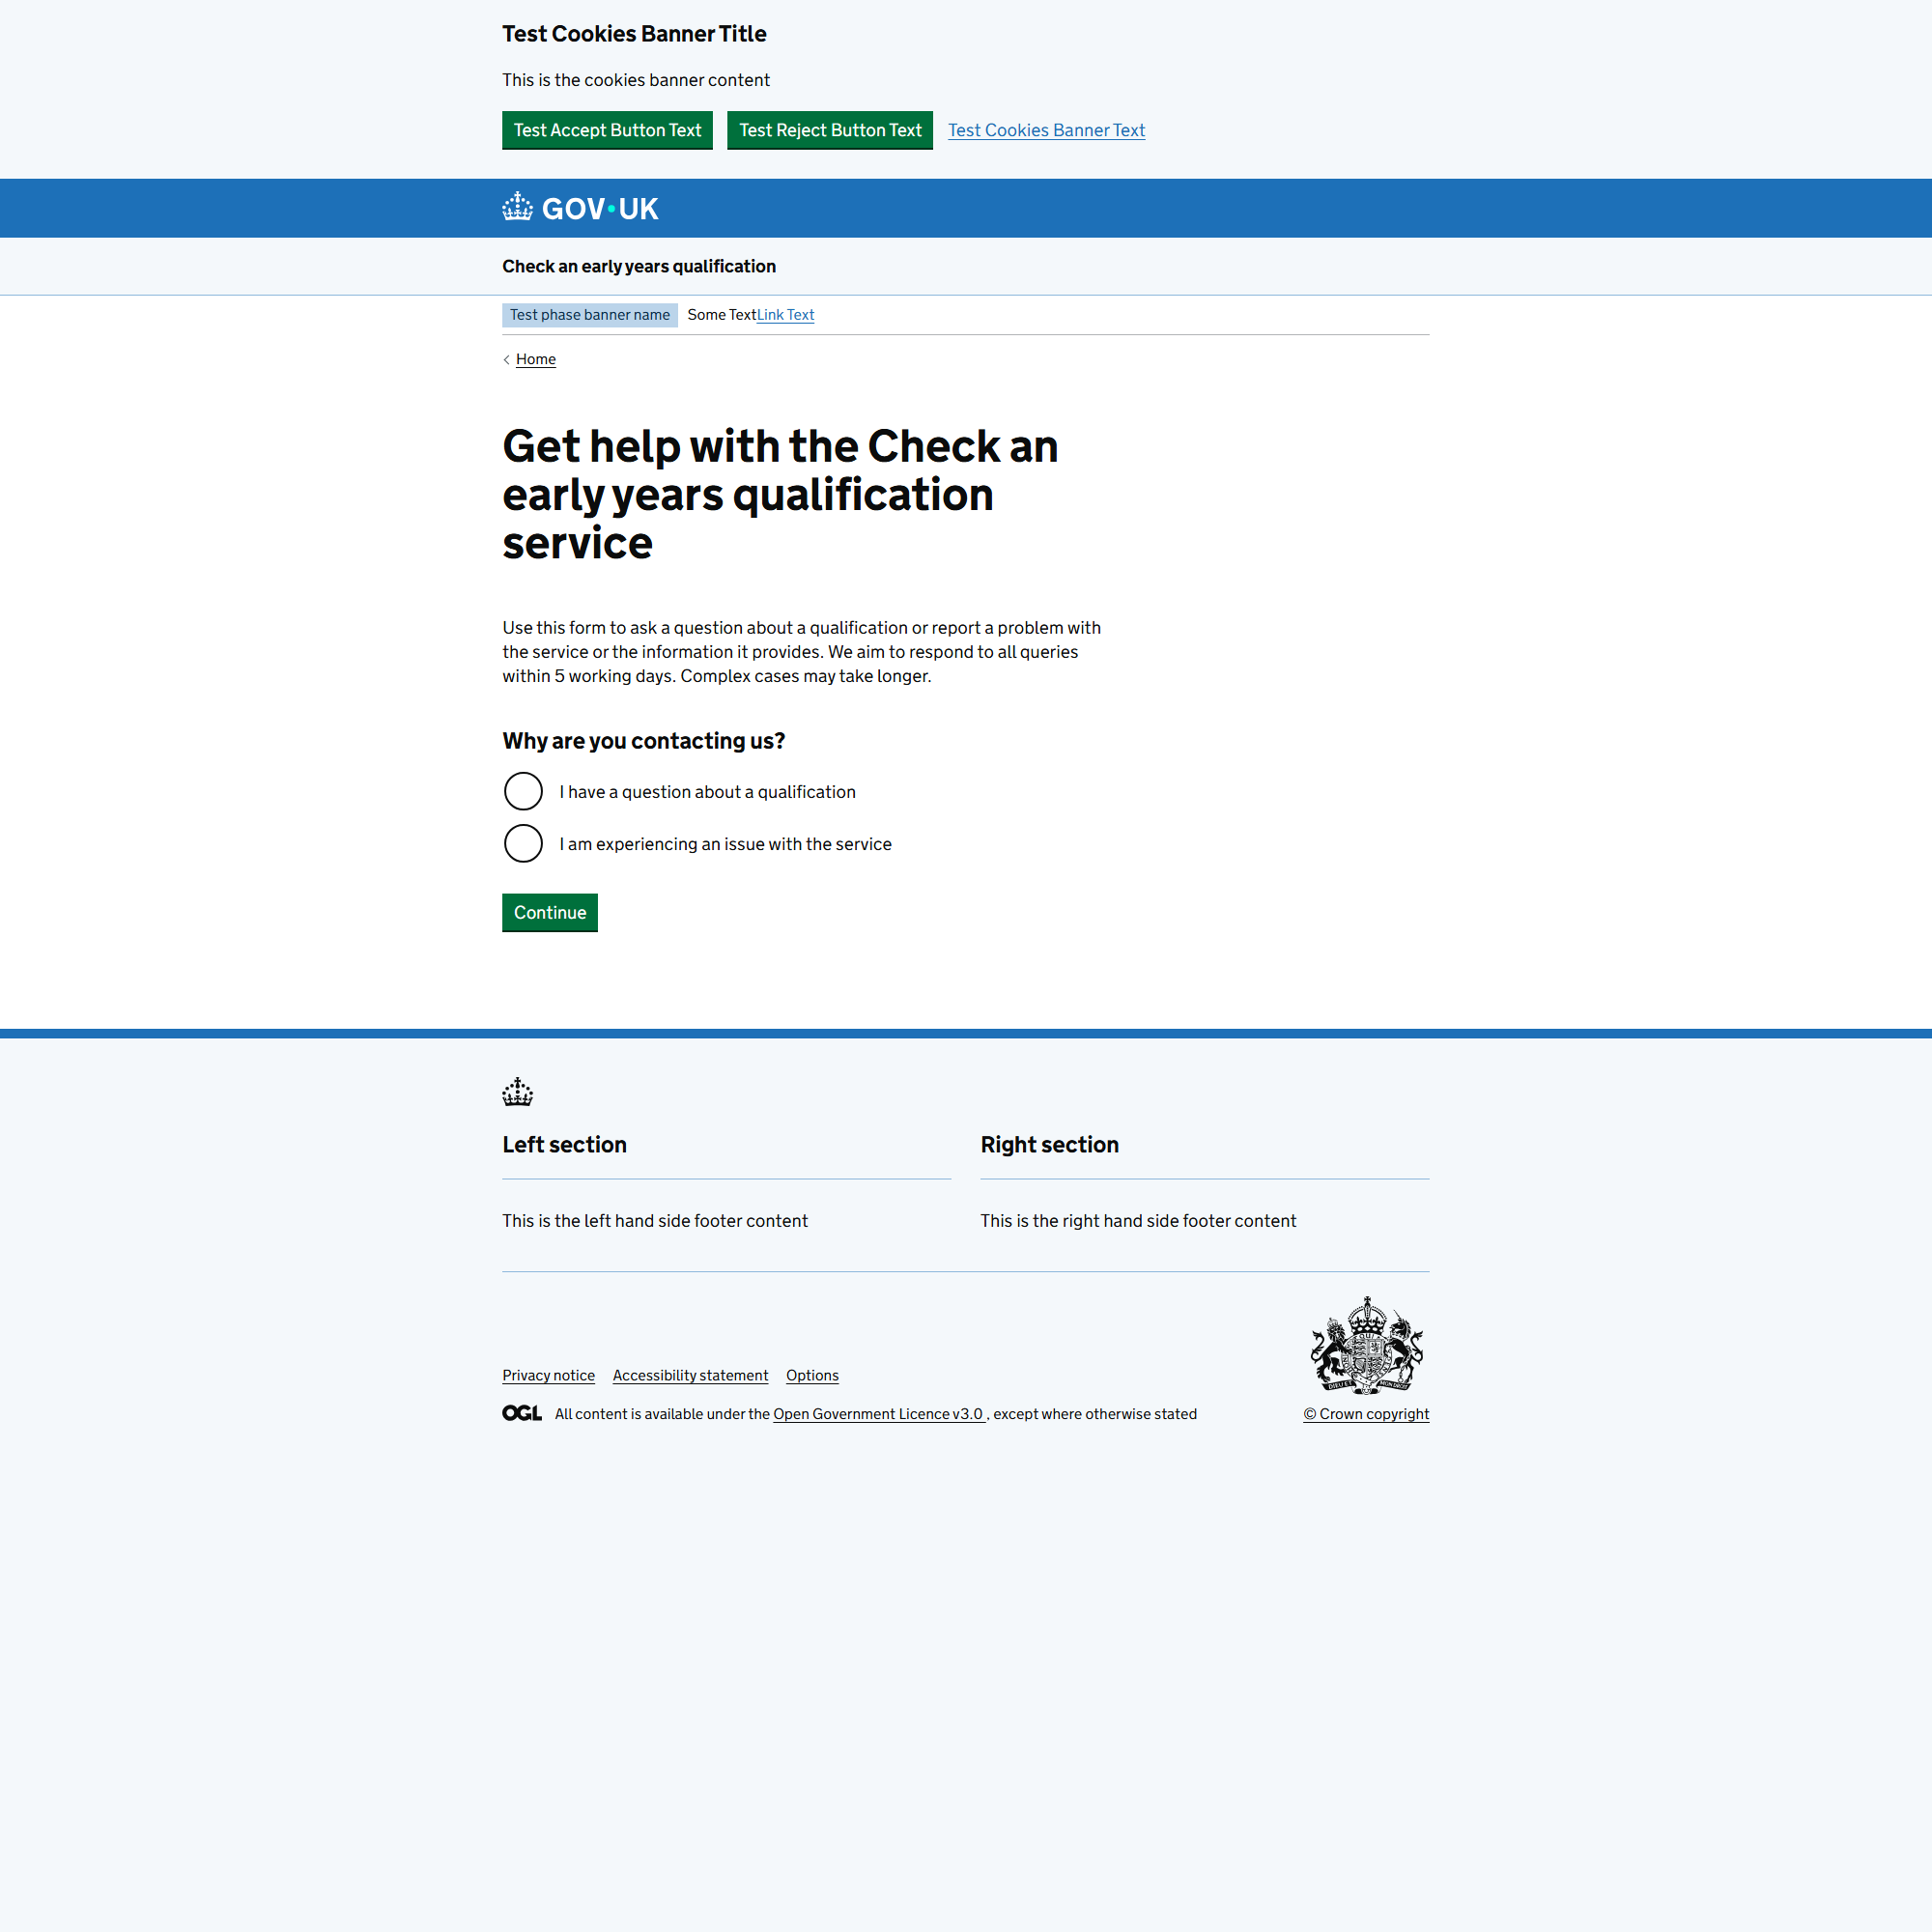 Test Cookies Banner Title
This is the cookies banner content
Test Accept Button Text Test Reject Button Text Test Cookies Banner Text
GOV·UK
Check an early years qualification
Test phase banner name Some TextLink Text
Home
Get help with the Check an
early years qualification
service
Use this form to ask a question about a qualification or report a problem with
the service or the information it provides. We aim to respond to all queries
within 5 working days. Complex cases may take longer.
Why are you contacting us?
I have a question about a qualification
I am experiencing an issue with the service
Continue
Left section
This is the left hand side footer content
Right section
This is the right hand side footer content
Privacy notice Accessibility statement Options
OGL All content is available under the Open Government Licence v3.0 , except where otherwise stated
© Crown copyright